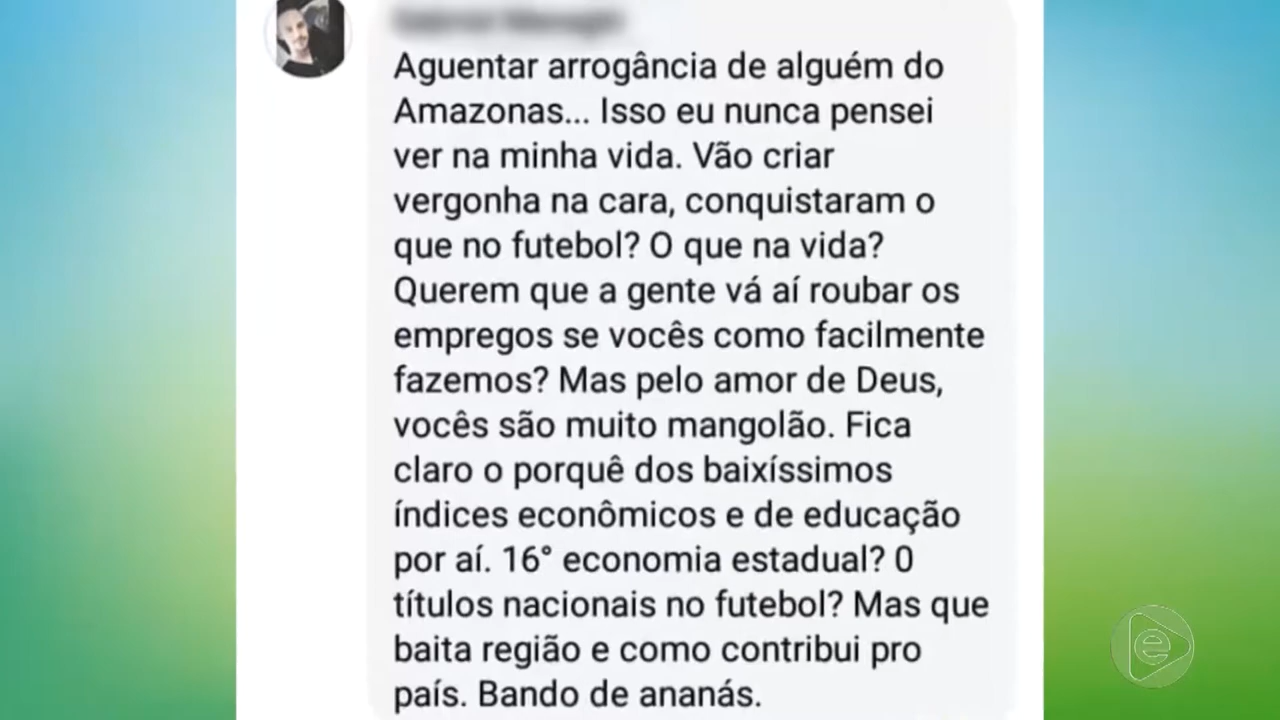 Aguentar arrogância de alguém do
Amazonas... Isso eu nunca pensei
ver na minha vida. Vão criar
vergonha na cara, conquistaram o
que no futebol? O que na vida?
Querem que a gente vá aí roubar os
empregos se vocês como facilmente
fazemos? Mas pelo amor de Deus,
vocês são muito mangolão. Fica
claro o porquê dos baixíssimos
índices econômicos e de educação
por aí. 16° economia estadual? 0
títulos nacionais no futebol? Mas que
baita região e como contribui pro
país. Bando de ananás.
e